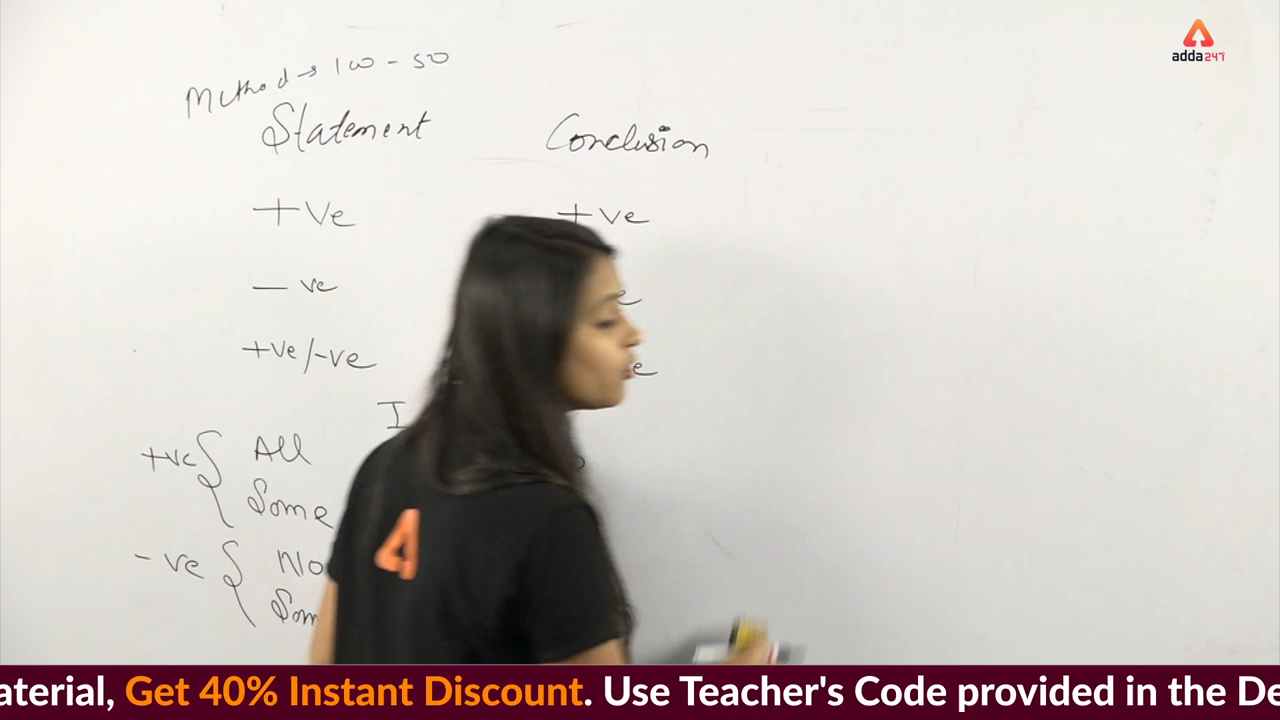 adda247
Method → 100 - 50
Statement Conclusion
+ve +ve
- ve e
+ve/-ve e
I
+ve { All
Some
- ve { No
Som
aterial, Get 40% Instant Discount. Use Teacher's Code provided in the De